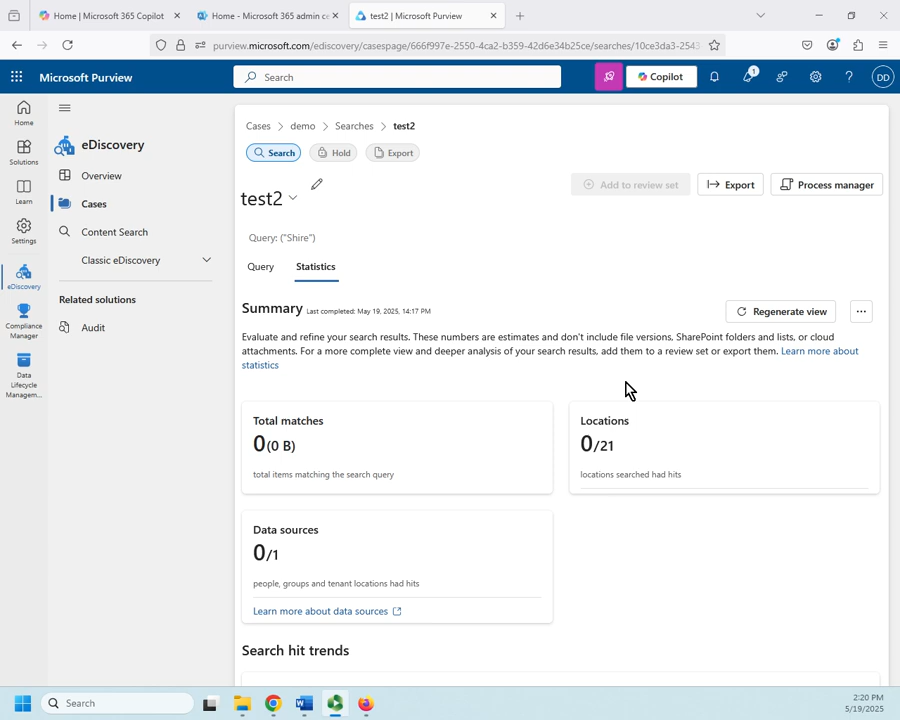 Home | Microsoft 365 Copilot
Home - Microsoft 365 admin ce
test2 | Microsoft Purview
purview.microsoft.com/ediscovery/casespage/666f997e-2550-4ca2-b359-42d6e34b25ce/searches/10ce3da3-2543
Microsoft Purview
Search
Copilot
1
DD
Home
Solutions
Learn
Settings
eDiscovery
Compliance
Manager
Data
Lifecycle
Managem...
eDiscovery
Overview
Cases
Content Search
Classic eDiscovery
Related solutions
Audit
Cases > demo > Searches > test2
Search
Hold
Export
test2
Add to review set
Export
Process manager
Query: ("Shire")
Query
Statistics
Summary Last completed: May 19, 2025, 14:17 PM
Regenerate view
...
Evaluate and refine your search results. These numbers are estimates and don't include file versions, SharePoint folders and lists, or cloud
attachments. For a more complete view and deeper analysis of your search results, add them to a review set or export them. Learn more about
statistics
Total matches
0(0 B)
total items matching the search query
Locations
0/21
locations searched had hits
Data sources
0/1
people, groups and tenant locations had hits
Learn more about data sources
Search hit trends
Search
2:20 PM
5/19/2025